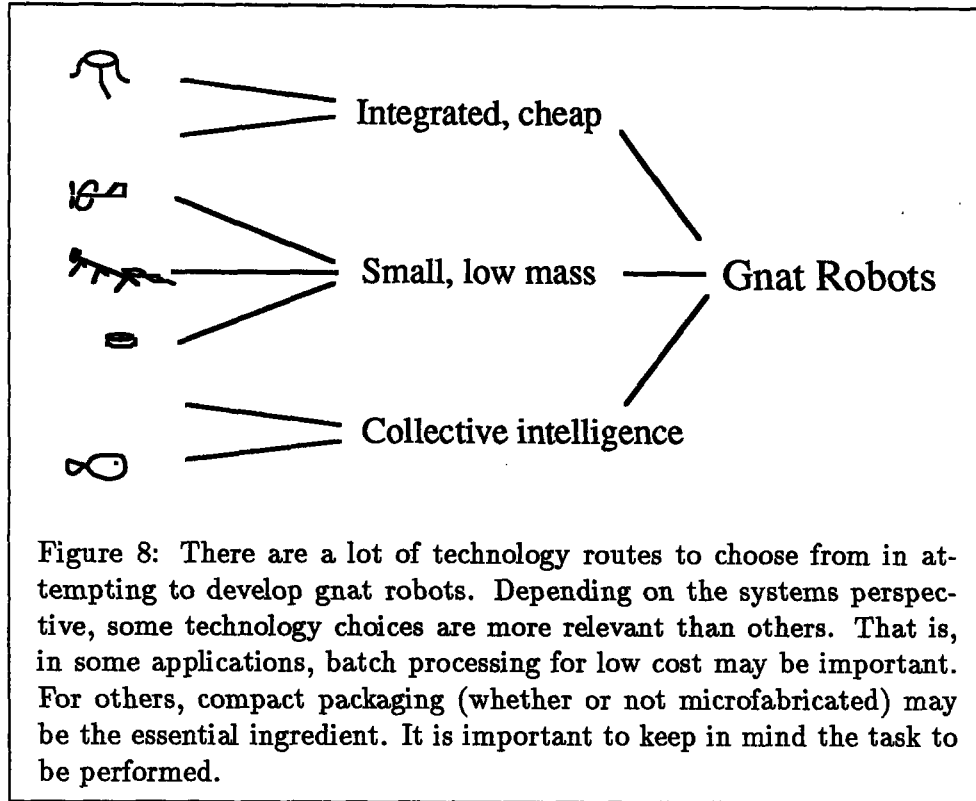 Integrated, cheap
Small, low mass
Gnat Robots
Collective intelligence
Figure 8: There are a lot of technology routes to choose from in at-
tempting to develop gnat robots. Depending on the systems perspec-
tive, some technology choices are more relevant than others. That is,
in some applications, batch processing for low cost may be important.
For others, compact packaging (whether or not microfabricated) may
be the essential ingredient. It is important to keep in mind the task to
be performed.